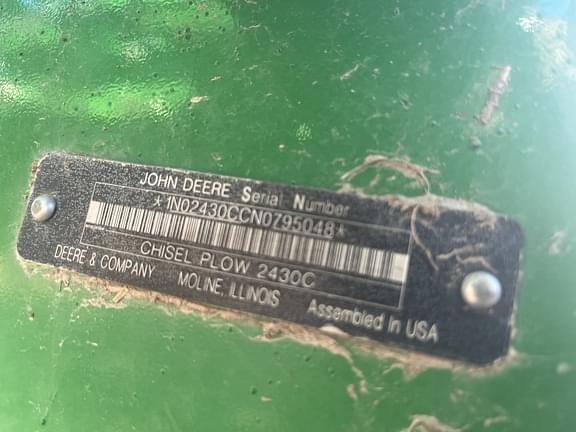 JOHN DEERE Serial Number
*1N02430CCN0795048*
CHISEL PLOW 2430C
DEERE & COMPANY MOLINE, ILLINOIS Assembled in USA